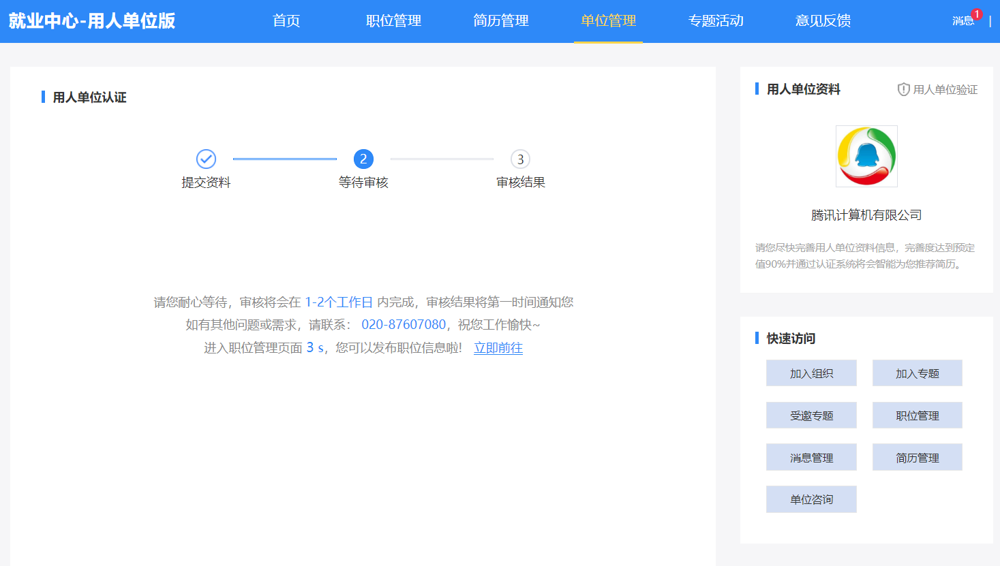 就业中心-用人单位版
首页
职位管理
简历管理
单位管理
专题活动
意见反馈
消息 1 |
用人单位认证
2
3
提交资料
等待审核
审核结果
请您耐心等待，审核将会在 1-2个工作日 内完成，审核结果将第一时间通知您
如有其他问题或需求，请联系： 020-87607080，祝您工作愉快~
进入职位管理页面 3 s，您可以发布职位信息啦！ 立即前往
用人单位资料
用人单位验证
腾讯计算机有限公司
请您尽快完善用人单位资料信息，完善度达到预定
值90%并通过认证系统将会智能为您推荐简历。
快速访问
加入组织
加入专题
受邀专题
职位管理
消息管理
简历管理
单位咨询